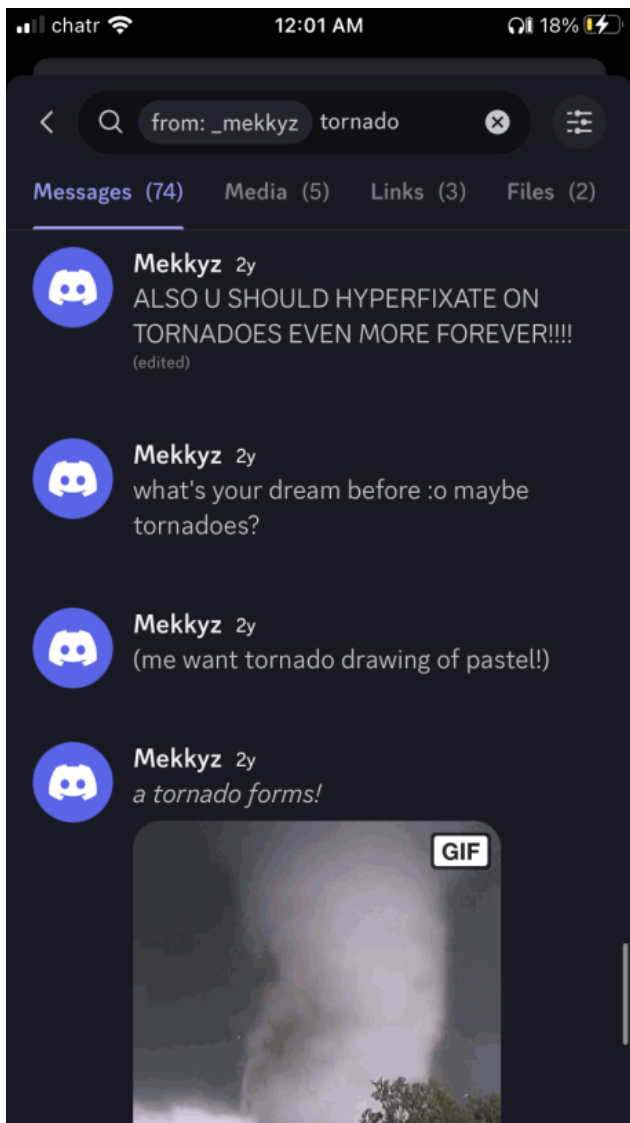 chatr 12:01 AM 18%
from: _mekkyz tornado
Messages (74) Media (5) Links (3) Files (2)
Mekkyz 2y
ALSO U SHOULD HYPERFIXATE ON
TORNADOES EVEN MORE FOREVER!!!!
(edited)
Mekkyz 2y
what's your dream before :o maybe
tornadoes?
Mekkyz 2y
(me want tornado drawing of pastel!)
Mekkyz 2y
a tornado forms!
GIF